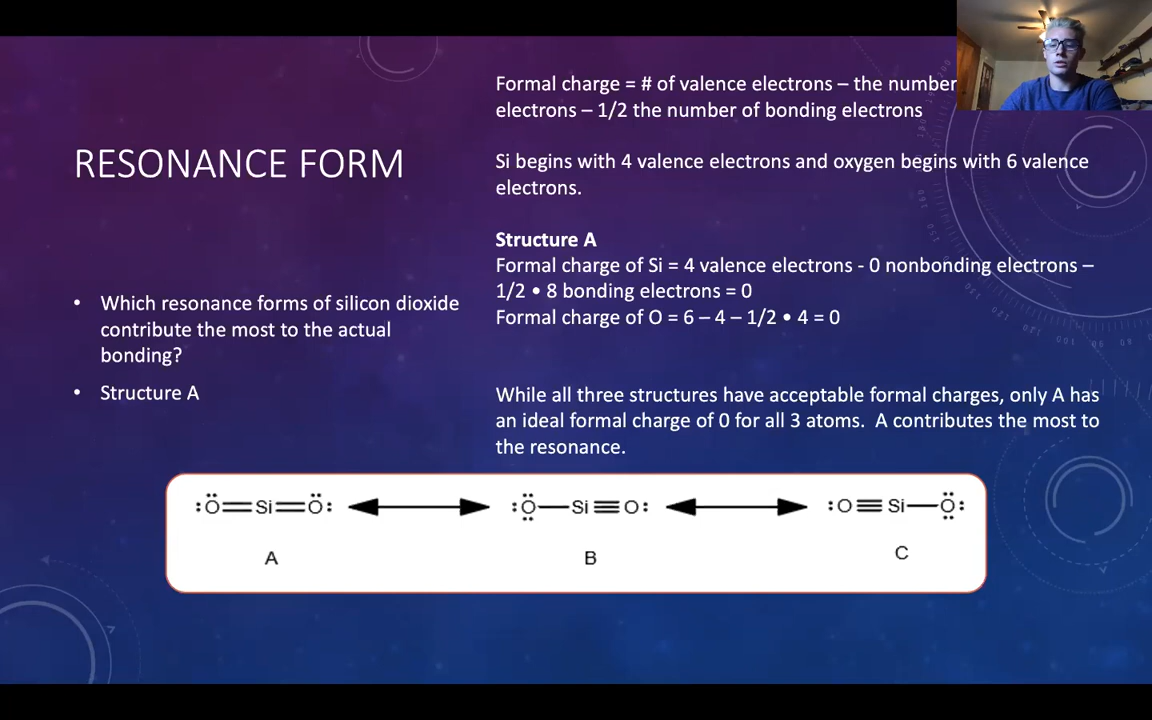 Formal charge = # of valence electrons – the number
electrons – 1/2 the number of bonding electrons
RESONANCE FORM
Si begins with 4 valence electrons and oxygen begins with 6 valence
electrons.
Structure A
Formal charge of Si = 4 valence electrons - 0 nonbonding electrons –
1/2 • 8 bonding electrons = 0
Formal charge of O = 6 – 4 – 1/2 • 4 = 0
• Which resonance forms of silicon dioxide
contribute the most to the actual
bonding?
• Structure A
While all three structures have acceptable formal charges, only A has
an ideal formal charge of 0 for all 3 atoms. A contributes the most to
the resonance.
:Ö=Si=Ö: :Ö—Si≡O: :O≡Si—Ö:
A B C